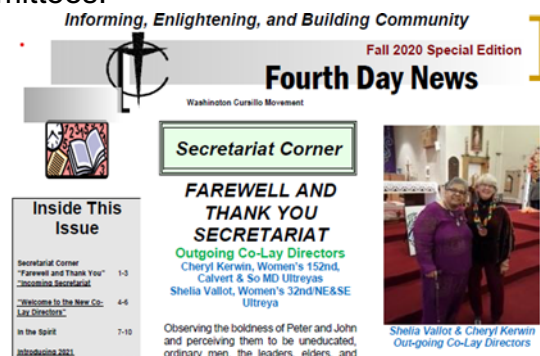 mittees.
Informing, Enlightening, and Building Community
Fall 2020 Special Edition
Fourth Day News
Washington Cursillo Movement
Secretariat Corner
Inside This
Issue
Secretariat Corner
"Farewell and Thank You" 1-3
"Incoming Secretariat
"Welcome to the New Co- 4-6
Lay Directors"
In the Spirit 7-10
Introducing 2021
FAREWELL AND
THANK YOU
SECRETARIAT
Outgoing Co-Lay Directors
Cheryl Kerwin, Women's 152nd,
Calvert & So MD Ultreyas
Shelia Vallot, Women's 32nd/NE&SE
Ultreya
Observing the boldness of Peter and John
and perceiving them to be uneducated,
ordinary men, the leaders, elders, and
Shelia Vallot & Cheryl Kerwin
Out-going Co-Lay Directors